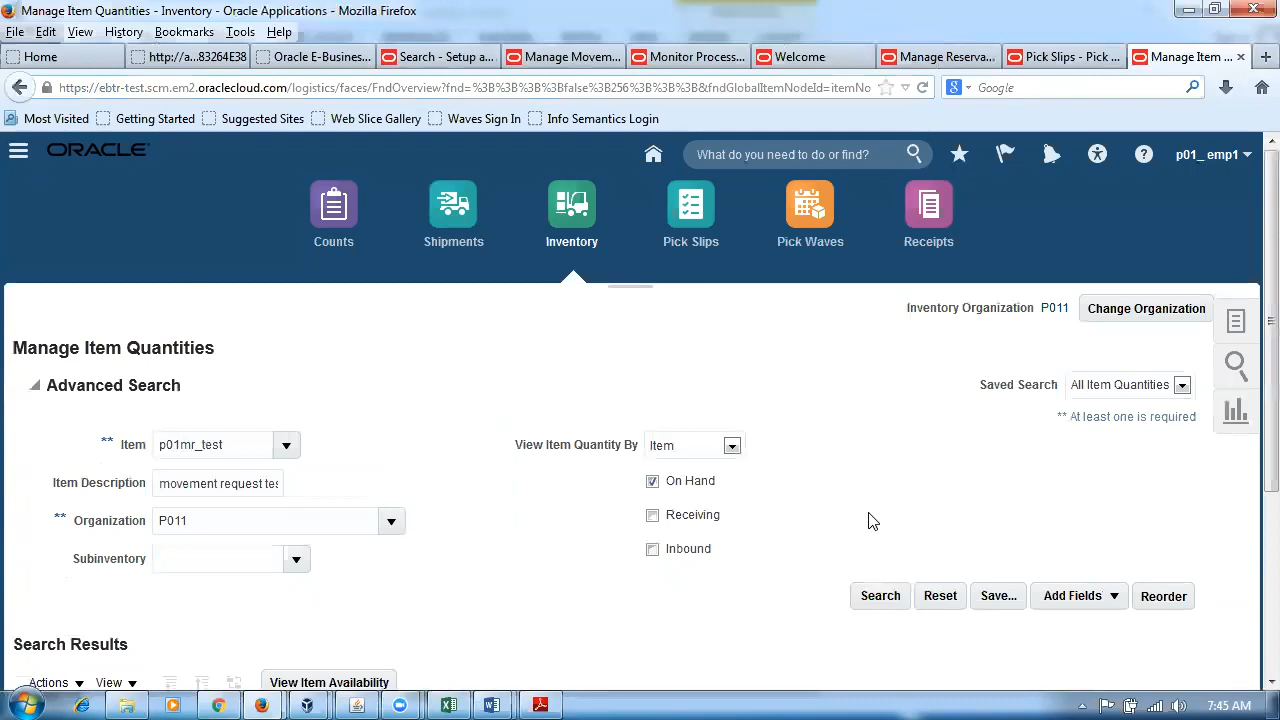 Manage Item Quantities - Inventory - Oracle Applications - Mozilla Firefox
File Edit View History Bookmarks Tools Help
Home http://p...83264E38 Oracle E-Busines... Search - Setup a... Manage Movem... Monitor Process... Welcome Manage Reserva... Pick Slips - Pick ... Manage Item ...
https://ebtr-test.scm.em2.oraclecloud.com/logistics/faces/FndOverview?fnd=%3B%3B%3B%3Bfalse%3B256%3B%3B%3B&fndGlobalItemNodeId=itemNo Google
Most Visited Getting Started Suggested Sites Web Slice Gallery Waves Sign In Info Semantics Logistics
ORACLE What do you need to do or find? p01_emp1
Counts Shipments Inventory Pick Slips Pick Waves Receipts
Inventory Organization P011 Change Organization
Manage Item Quantities
Advanced Search Saved Search All Item Quantities
** At least one is required
** Item p01mr_test View Item Quantity By Item
Item Description movement request tes On Hand
** Organization P011 Receiving
Subinventory Inbound
Search Reset Save... Add Fields Reorder
Search Results
Actions View View Item Availability
7:45 AM